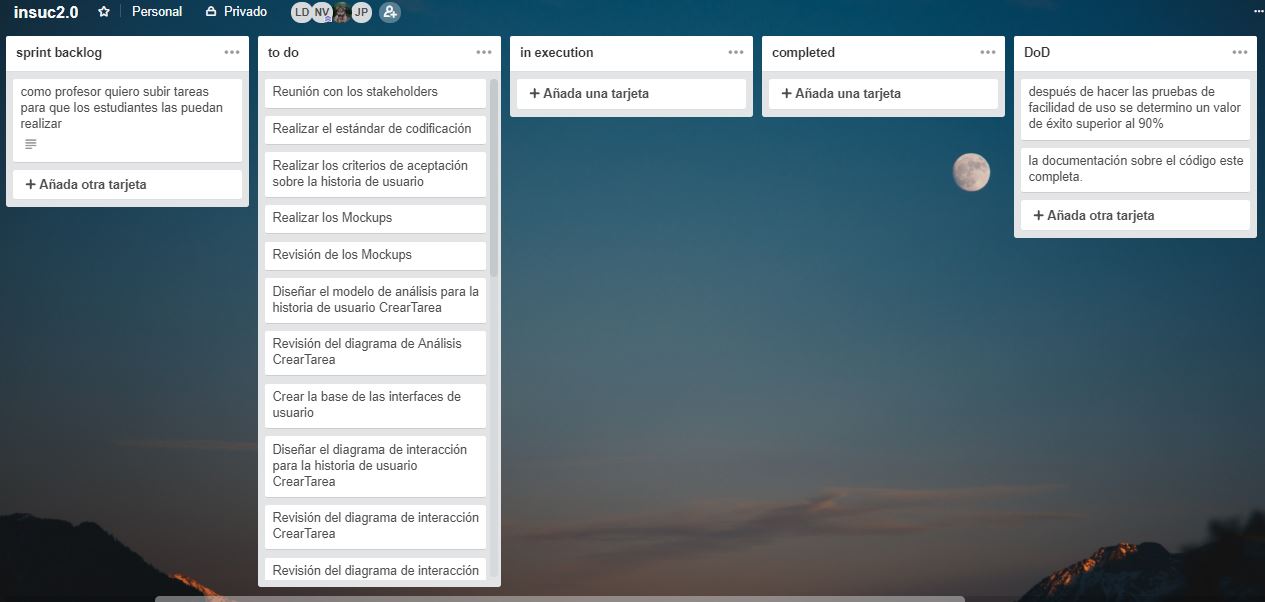 insuc2.0
Personal
Privado
LD
NV
JP
sprint backlog
como profesor quiero subir tareas
para que los estudiantes las puedan
realizar
+ Añada otra tarjeta
to do
Reunión con los stakeholders
Realizar el estándar de codificación
Realizar los criterios de aceptación
sobre la historia de usuario
Realizar los Mockups
Revisión de los Mockups
Diseñar el modelo de análisis para la
historia de usuario CrearTarea
Revisión del diagrama de Análisis
CrearTarea
Crear la base de las interfaces de
usuario
Diseñar el diagrama de interacción
para la historia de usuario
CrearTarea
Revisión del diagrama de interacción
CrearTarea
Revisión del diagrama de interacción
in execution
+ Añada una tarjeta
completed
+ Añada una tarjeta
DoD
después de hacer las pruebas de
facilidad de uso se determino un valor
de éxito superior al 90%
la documentación sobre el código este
completa.
+ Añada otra tarjeta